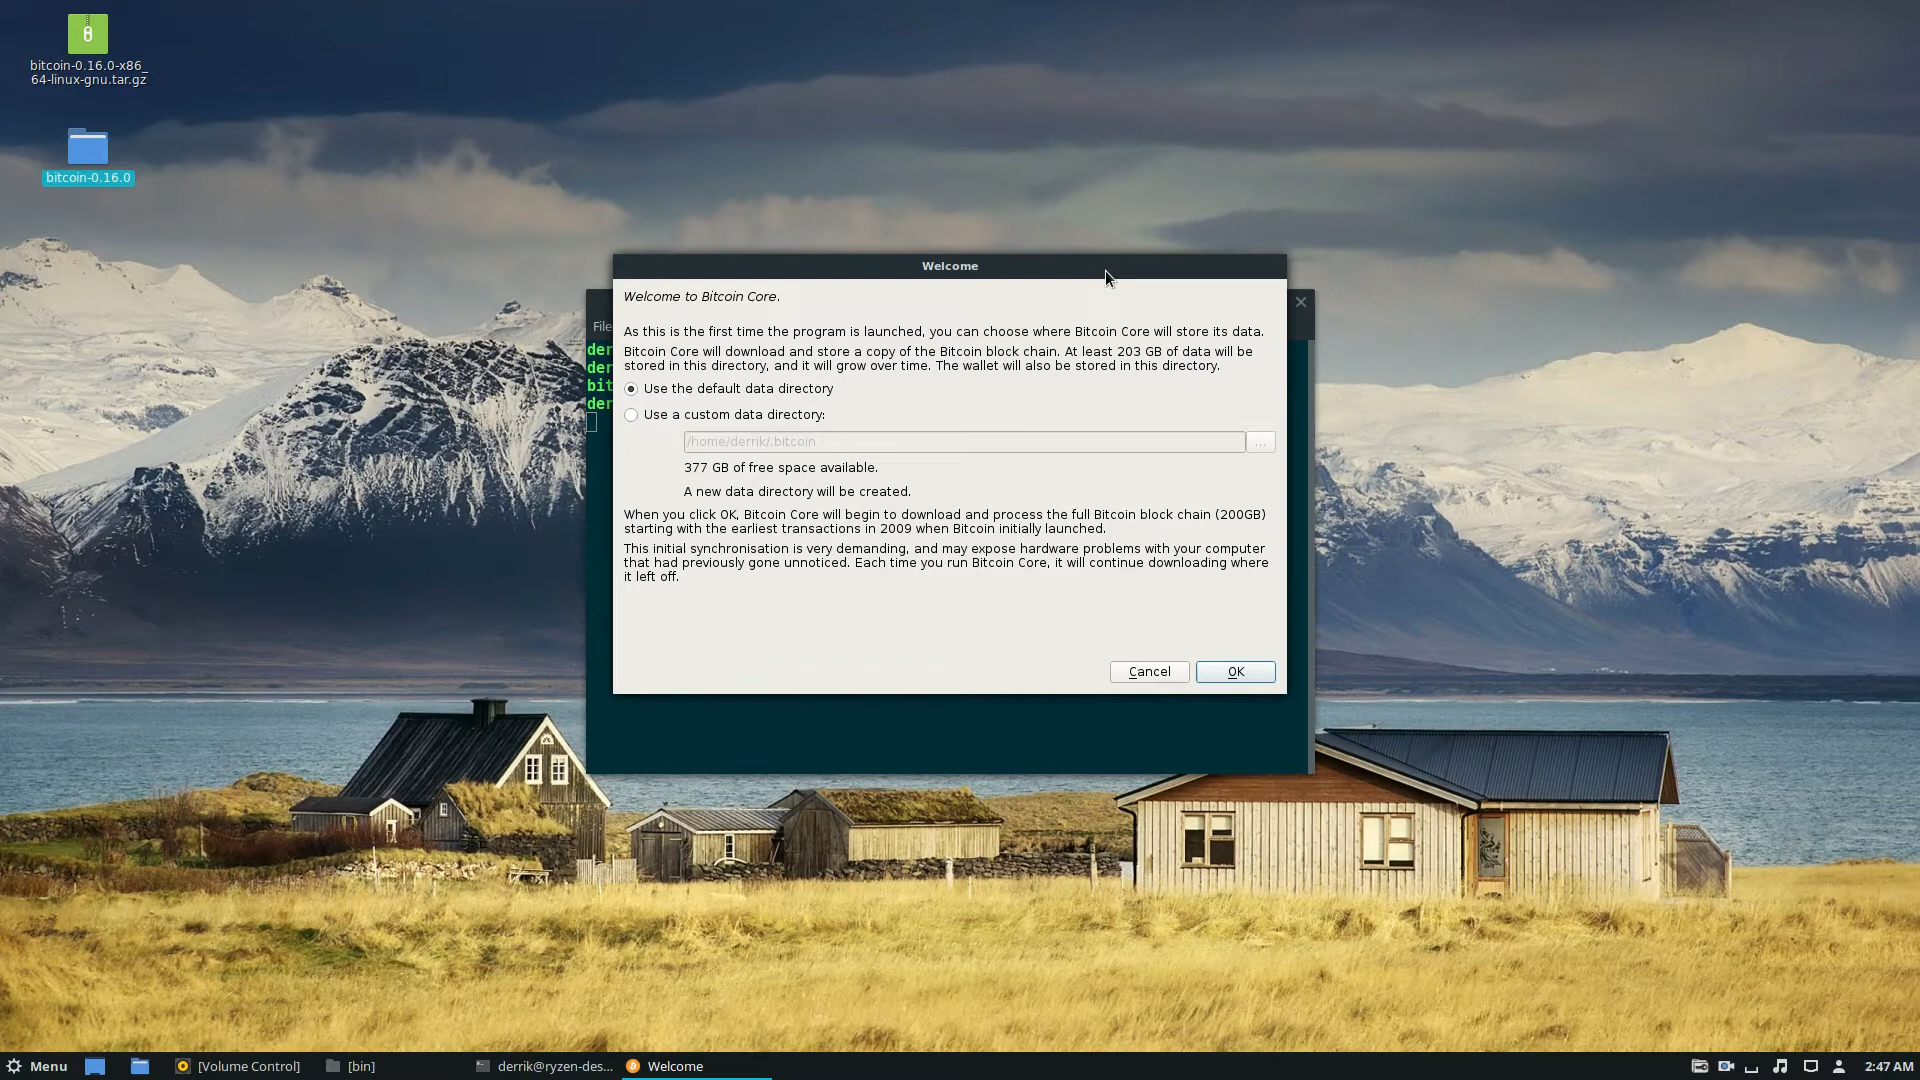 bitcoin-0.16.0-x86_
64-linux-gnu.tar.gz
bitcoin-0.16.0
Welcome
Welcome to Bitcoin Core.
As this is the first time the program is launched, you can choose where Bitcoin Core will store its data.
Bitcoin Core will download and store a copy of the Bitcoin block chain. At least 203 GB of data will be
stored in this directory, and it will grow over time. The wallet will also be stored in this directory.
Use the default data directory
Use a custom data directory:
/home/derrik/.bitcoin
...
377 GB of free space available.
A new data directory will be created.
When you click OK, Bitcoin Core will begin to download and process the full Bitcoin block chain (200GB)
starting with the earliest transactions in 2009 when Bitcoin initially launched.
This initial synchronisation is very demanding, and may expose hardware problems with your computer
that had previously gone unnoticed. Each time you run Bitcoin Core, it will continue downloading where
it left off.
Cancel
OK
File
der
der
bit
der
Menu
[Volume Control]
[bin]
derrik@ryzen-des...
Welcome
2:47 AM